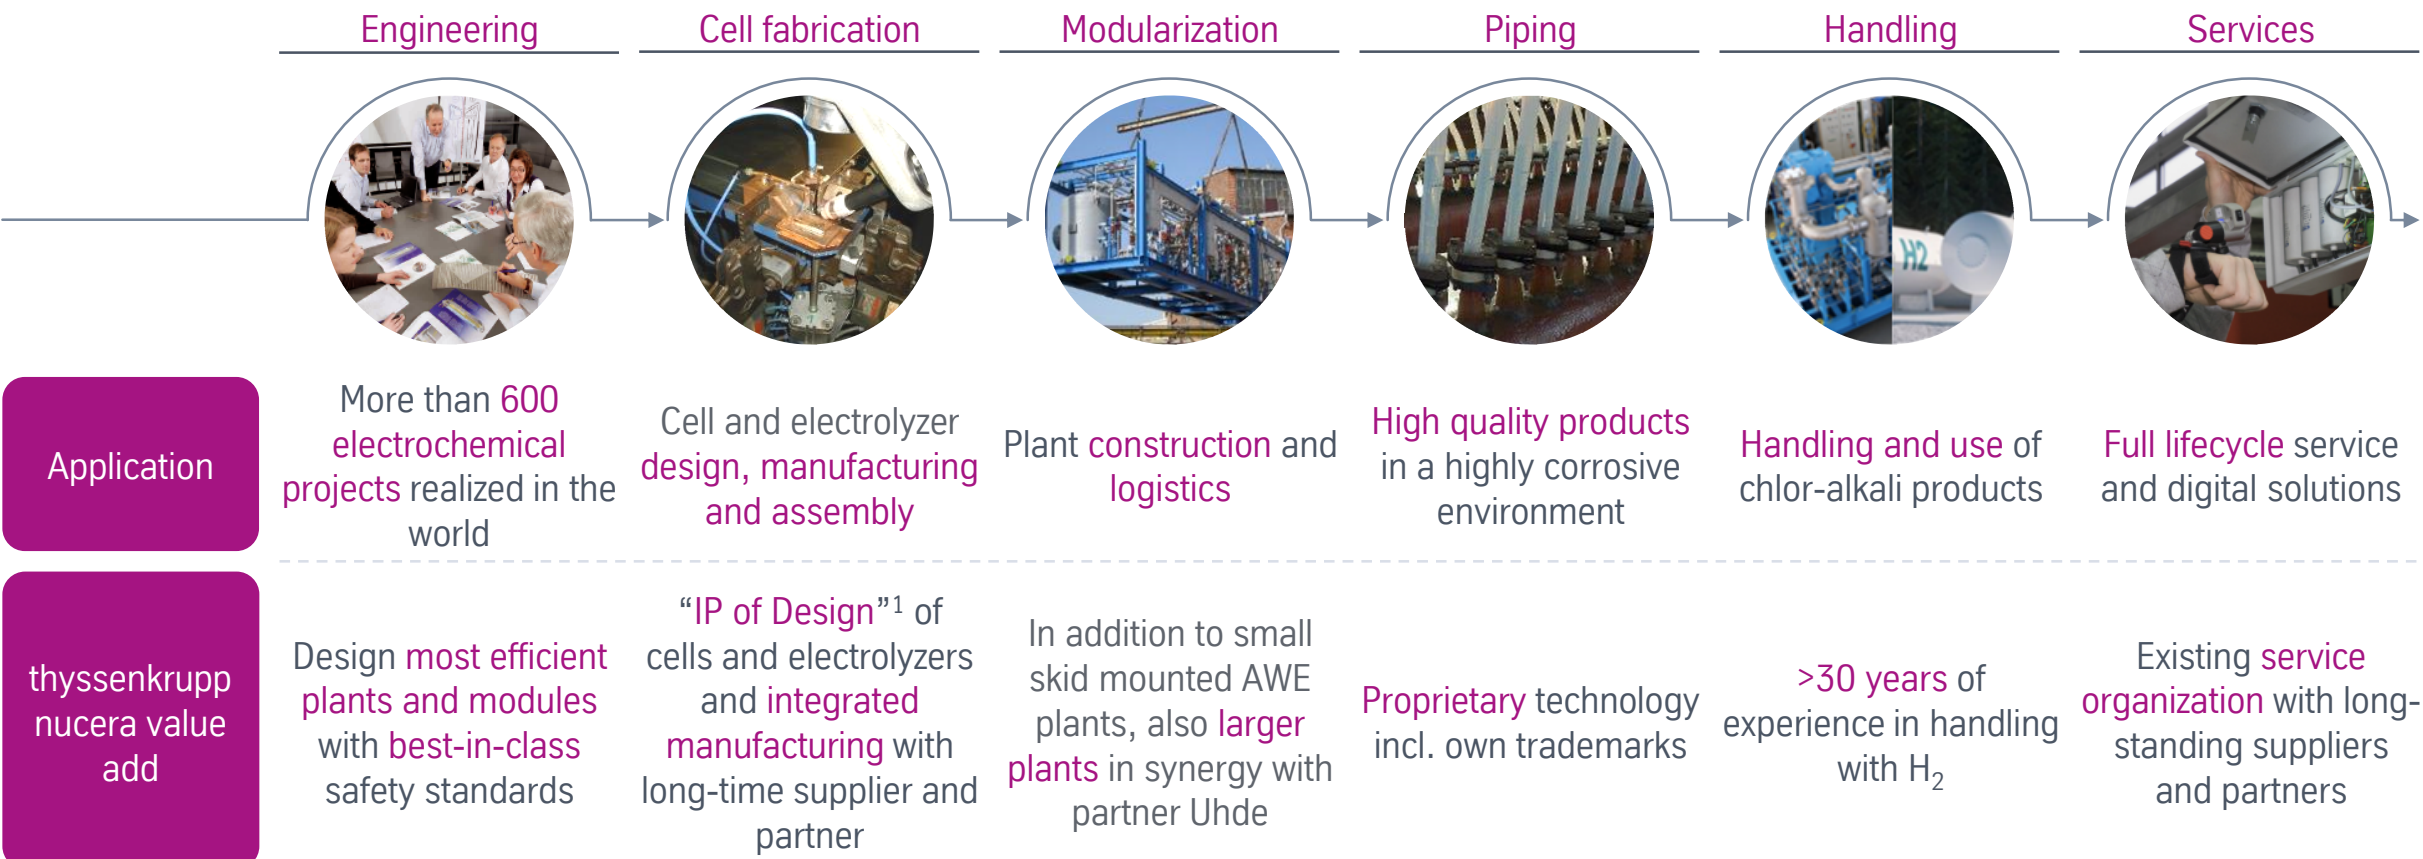 Engineering
Cell fabrication
Modularization
Piping
Handling
Services
H2
Application
More than 600
electrochemical
projects realized in the
world
Cell and electrolyzer
design, manufacturing
and assembly
Plant construction and
logistics
High quality products
in a highly corrosive
environment
Handling and use of
chlor-alkali products
Full lifecycle service
and digital solutions
thyssenkrupp
nucera value
add
Design most efficient
plants and modules
with best-in-class
safety standards
“IP of Design”¹ of
cells and electrolyzers
and integrated
manufacturing with
long-time supplier and
partner
In addition to small
skid mounted AWE
plants, also larger
plants in synergy with
partner Uhde
Proprietary technology
incl. own trademarks
>30 years of
experience in handling
with H₂
Existing service
organization with long-
standing suppliers
and partners